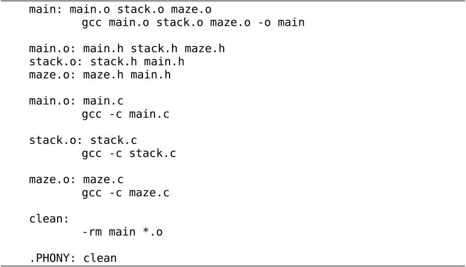 main: main.o stack.o maze.o
	gcc main.o stack.o maze.o -o main

main.o: main.h stack.h maze.h
stack.o: stack.h main.h
maze.o: maze.h main.h

main.o: main.c
	gcc -c main.c

stack.o: stack.c
	gcc -c stack.c

maze.o: maze.c
	gcc -c maze.c

clean:
	-rm main *.o

.PHONY: clean